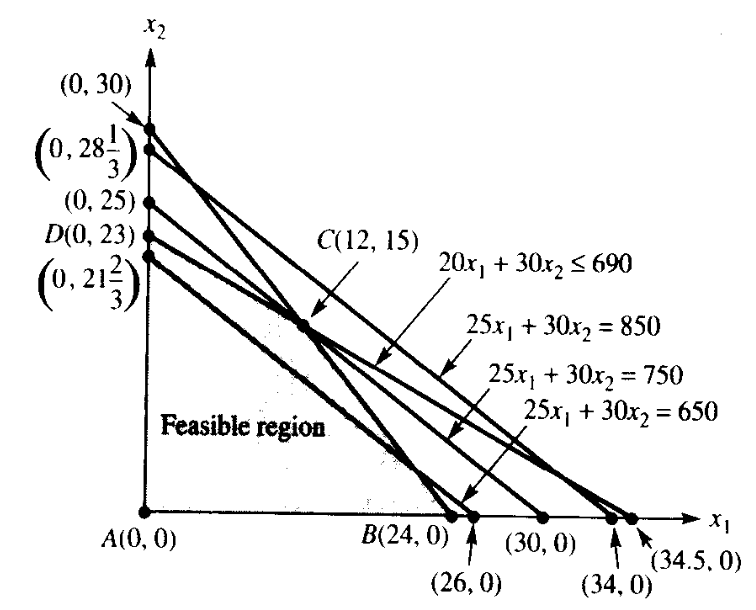 x₂
(0, 30)
(0, 28 1/3)
(0, 25)
D(0, 23)
(0, 21 2/3)
C(12, 15)
20x₁ + 30x₂ ≤ 690
25x₁ + 30x₂ = 850
25x₁ + 30x₂ = 750
25x₁ + 30x₂ = 650
Feasible region
x₁
A(0, 0)
B(24, 0)
(30, 0)
(34.5, 0)
(26, 0)
(34, 0)